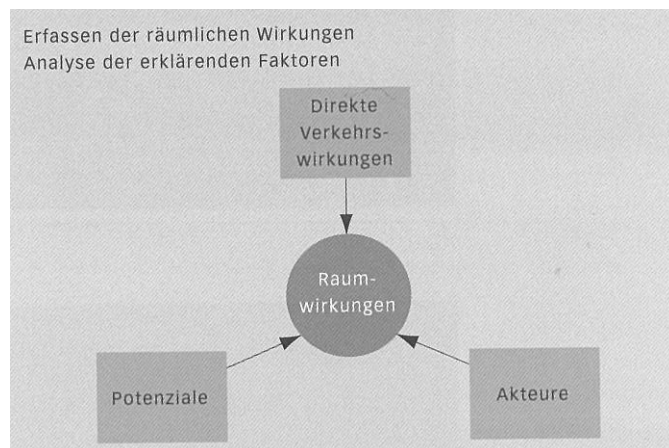 Erfassen der räumlichen Wirkungen
Analyse der erklärenden Faktoren
Direkte
Verkehrs-
wirkungen
Raum-
wirkungen
Potenziale
Akteure